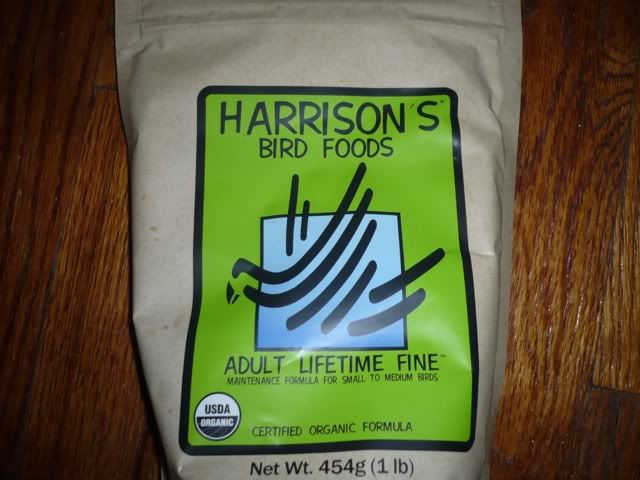 HARRISON'S
BIRD FOODS
ADULT LIFETIME FINE™
MAINTENANCE FORMULA FOR SMALL TO MEDIUM BIRDS
USDA
ORGANIC
CERTIFIED ORGANIC FORMULA
Net Wt. 454g (1 lb)